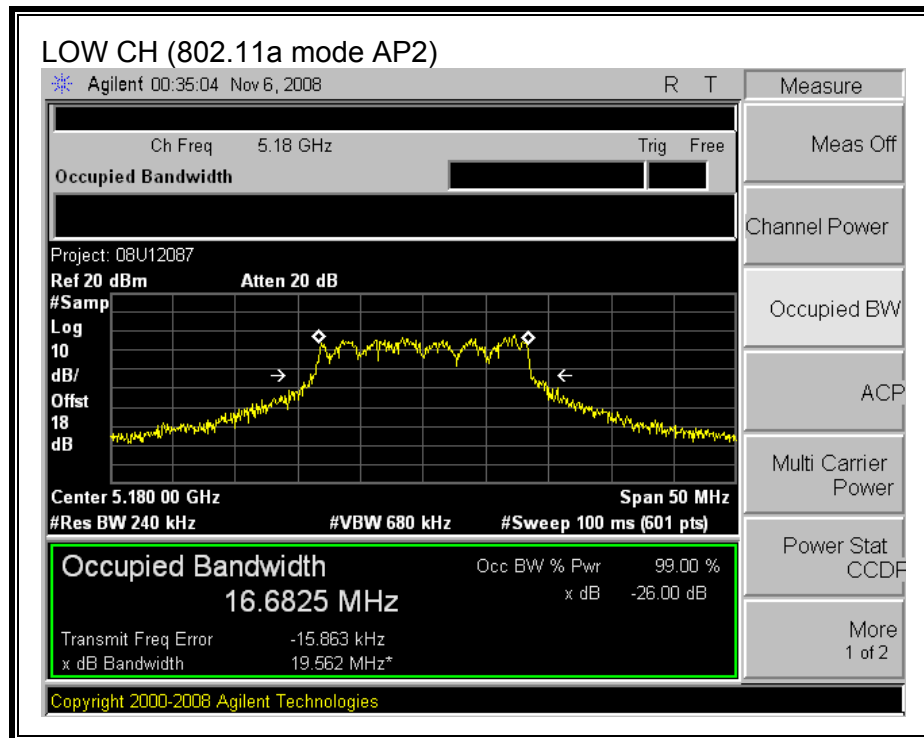 LOW CH (802.11a mode AP2)
Agilent 00:35:04 Nov 6, 2008 R T
Measure
Ch Freq 5.18 GHz Trig Free
Meas Off
Occupied Bandwidth
Channel Power
Project: 08U12087
Ref 20 dBm Atten 20 dB
#Samp
Log
10
dB/
Offst
18
dB
Occupied BW
ACP
Multi Carrier
Power
Center 5.180 00 GHz Span 50 MHz
#Res BW 240 kHz #VBW 680 kHz #Sweep 100 ms (601 pts)
Power Stat
CCDF
Occupied Bandwidth Occ BW % Pwr 99.00 %
16.6825 MHz x dB -26.00 dB
Transmit Freq Error -15.863 kHz
x dB Bandwidth 19.562 MHz*
More
1 of 2
Copyright 2000-2008 Agilent Technologies